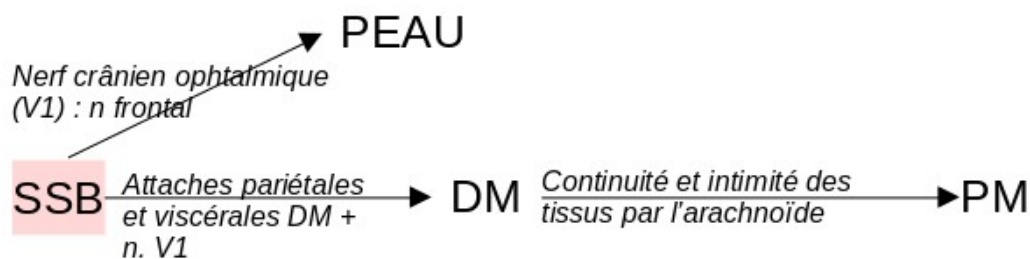 PEAU
Nerf crânien ophtalmique
(V1) : n frontal
SSB
Attaches pariétales
et viscérales DM +
n. V1
DM
Continuité et intimité des
tissus par l'arachnoïde
PM